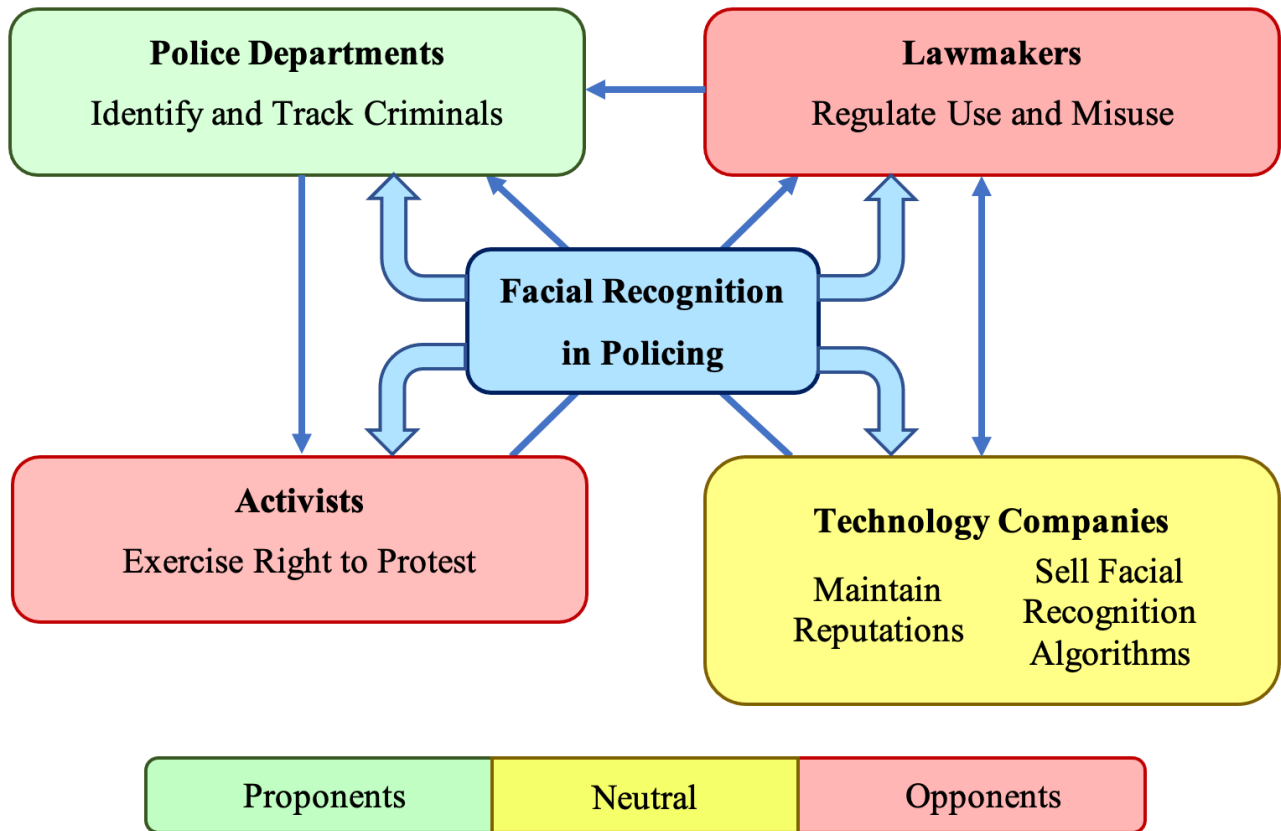 Police Departments
Identify and Track Criminals
Lawmakers
Regulate Use and Misuse
Facial Recognition
in Policing
Activists
Exercise Right to Protest
Technology Companies
Maintain
Reputations
Sell Facial
Recognition
Algorithms
Proponents
Neutral
Opponents